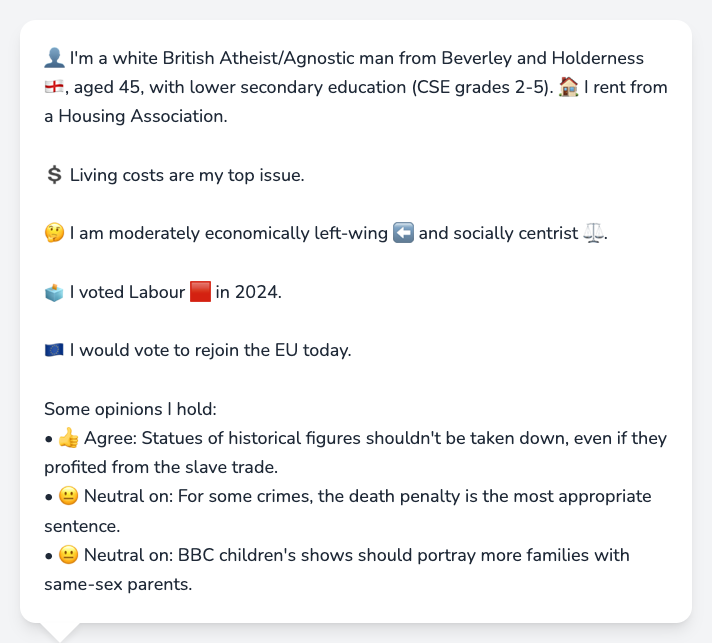 👤 I'm a white British Atheist/Agnostic man from Beverley and Holderness
🏴󠁧󠁢󠁥󠁮󠁧󠁿, aged 45, with lower secondary education (CSE grades 2-5). 🏠 I rent from
a Housing Association.
💲 Living costs are my top issue.
🤔 I am moderately economically left-wing ⬅️ and socially centrist ⚖️.
🗳️ I voted Labour 🟥 in 2024.
🇪🇺 I would vote to rejoin the EU today.
Some opinions I hold:
• 👍 Agree: Statues of historical figures shouldn't be taken down, even if they
profited from the slave trade.
• 😐 Neutral on: For some crimes, the death penalty is the most appropriate
sentence.
• 😐 Neutral on: BBC children's shows should portray more families with
same-sex parents.